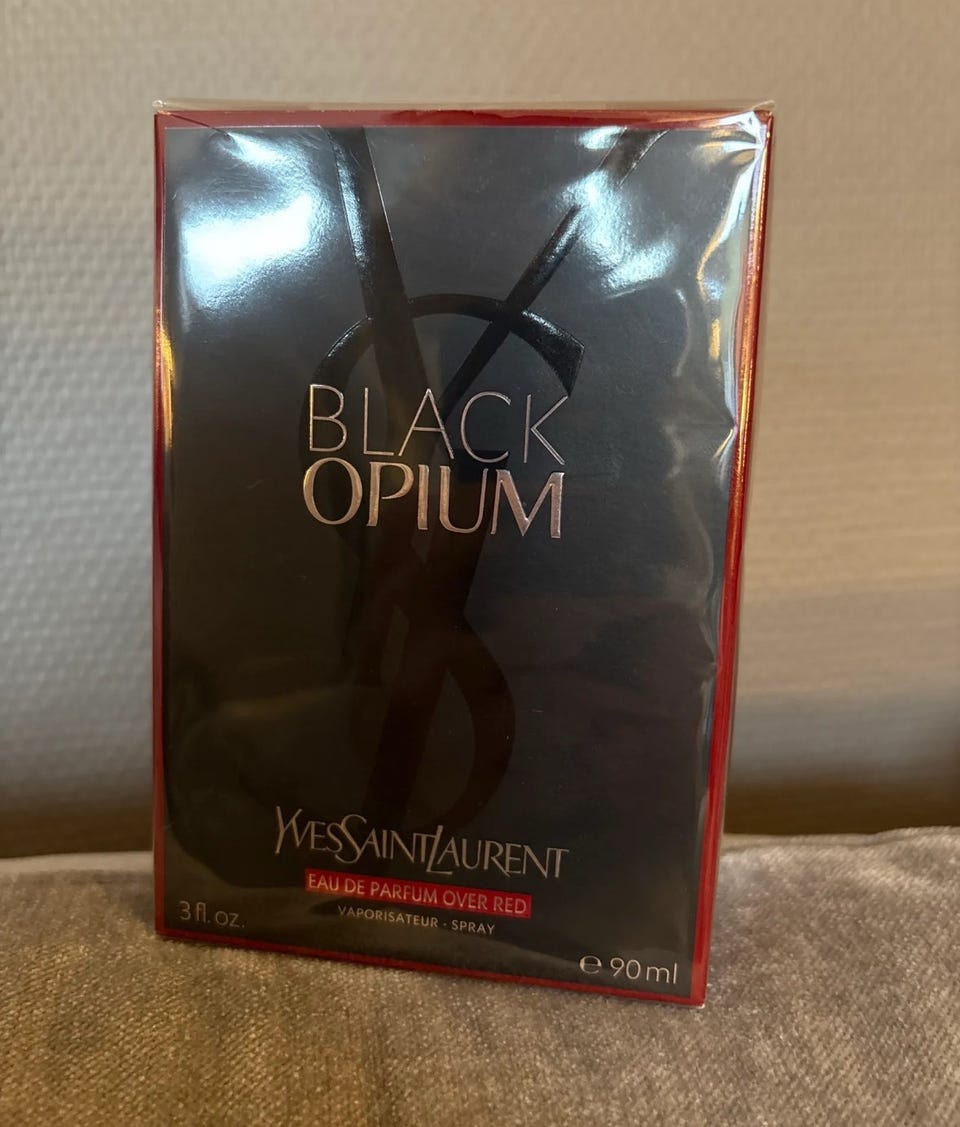 BLACK
OPIUM
YVESSAINTLAURENT
EAU DE PARFUM OVER RED
VAPORISATEUR · SPRAY
3 fl. oz.
℮ 90 ml